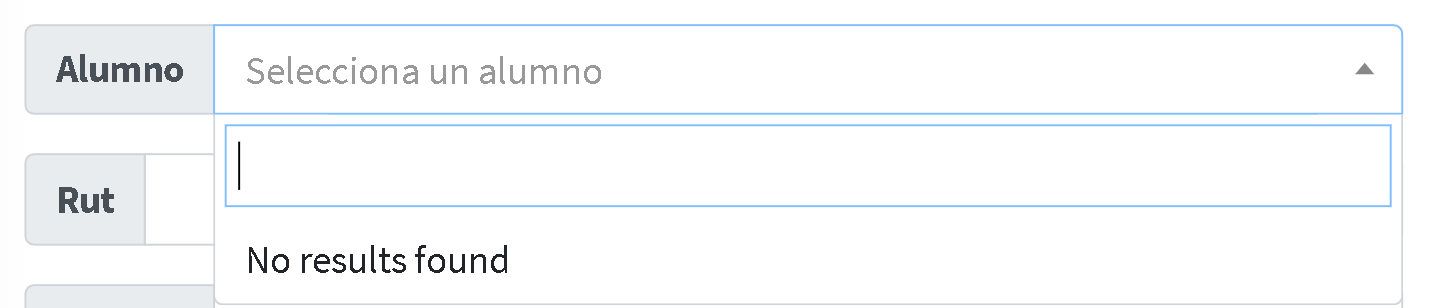 Alumno
Selecciona un alumno
Rut
No results found